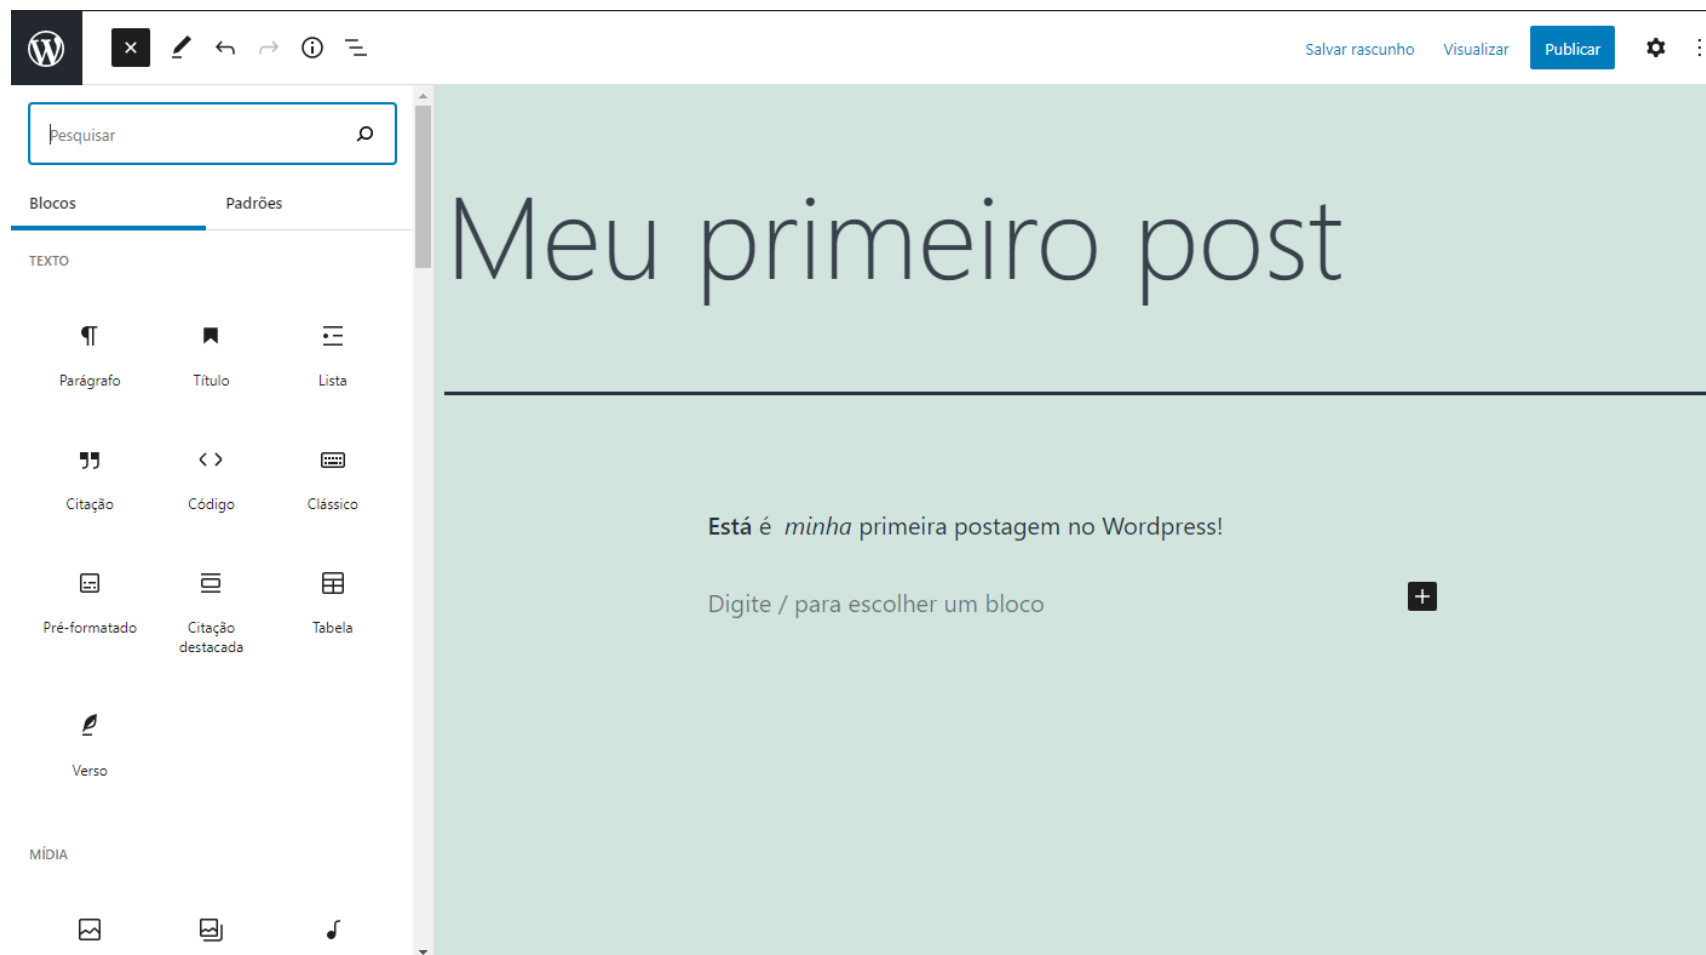 Salvar rascunho Visualizar Publicar
Pesquisar
Blocos Padrões
TEXTO
Parágrafo Título Lista
Citação Código Clássico
Pré-formatado Citação destacada Tabela
Verso
MÍDIA
Meu primeiro post
Está é minha primeira postagem no Wordpress!
Digite / para escolher um bloco